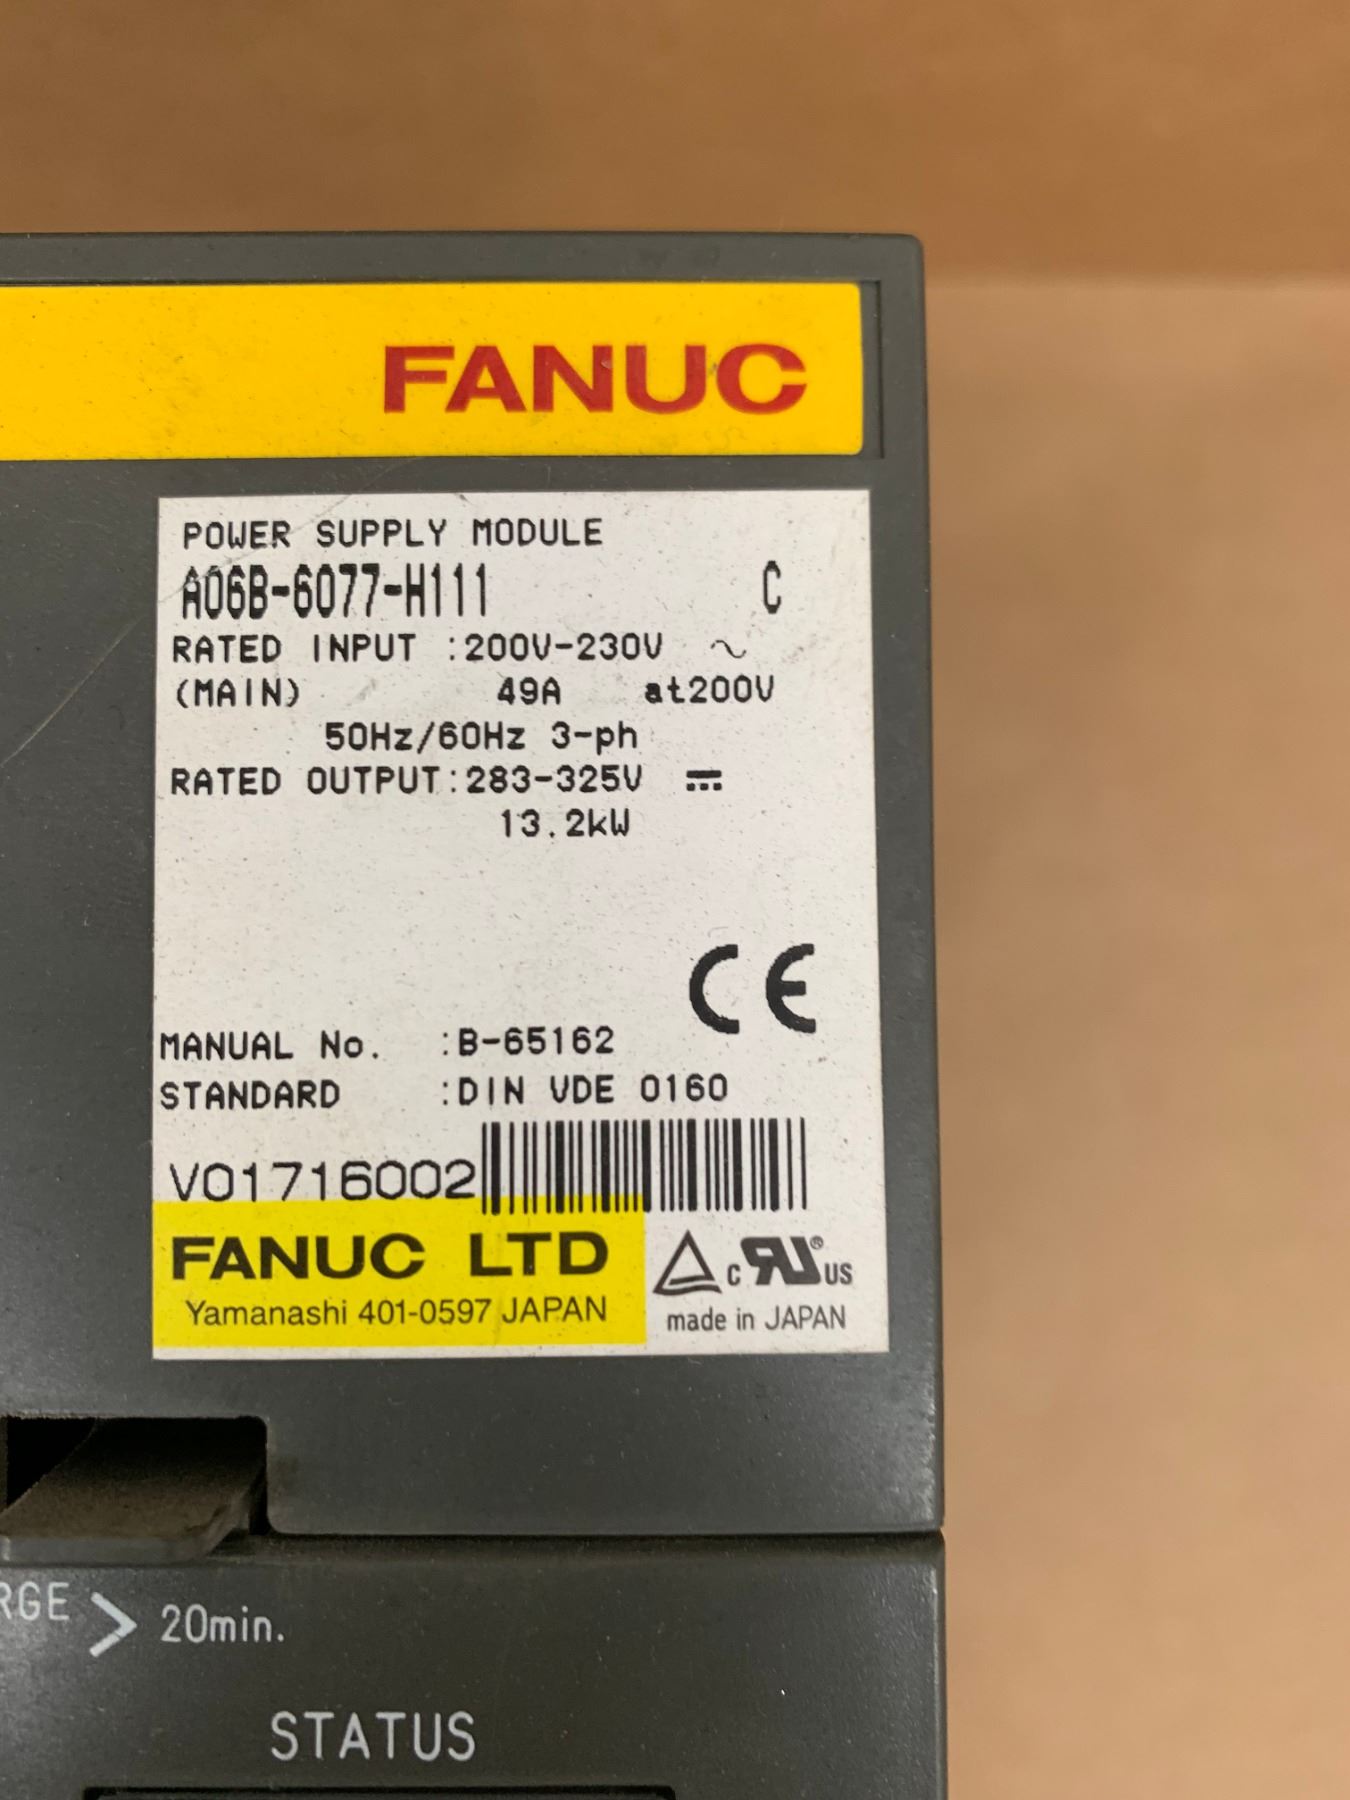 FANUC
POWER SUPPLY MODULE
A06B-6077-H111 C
RATED INPUT :200V-230V ~
(MAIN) 49A at200V
50Hz/60Hz 3-ph
RATED OUTPUT:283-325V ⎓
13.2kW
CE
MANUAL No. :B-65162
STANDARD :DIN VDE 0160
V01716002
FANUC LTD
Yamanashi 401-0597 JAPAN
c RU® US
made in JAPAN
RGE > 20min.
STATUS